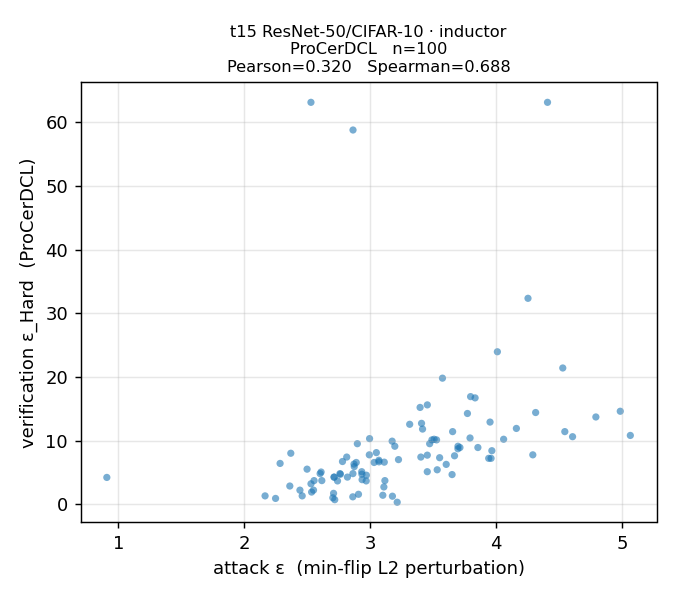 t15 ResNet-50/CIFAR-10 · inductor
ProCerDCL   n=100
Pearson=0.320   Spearman=0.688
verification ε_Hard  (ProCerDCL)
60
50
40
30
20
10
0
1 2 3 4 5
attack ε  (min-flip L2 perturbation)